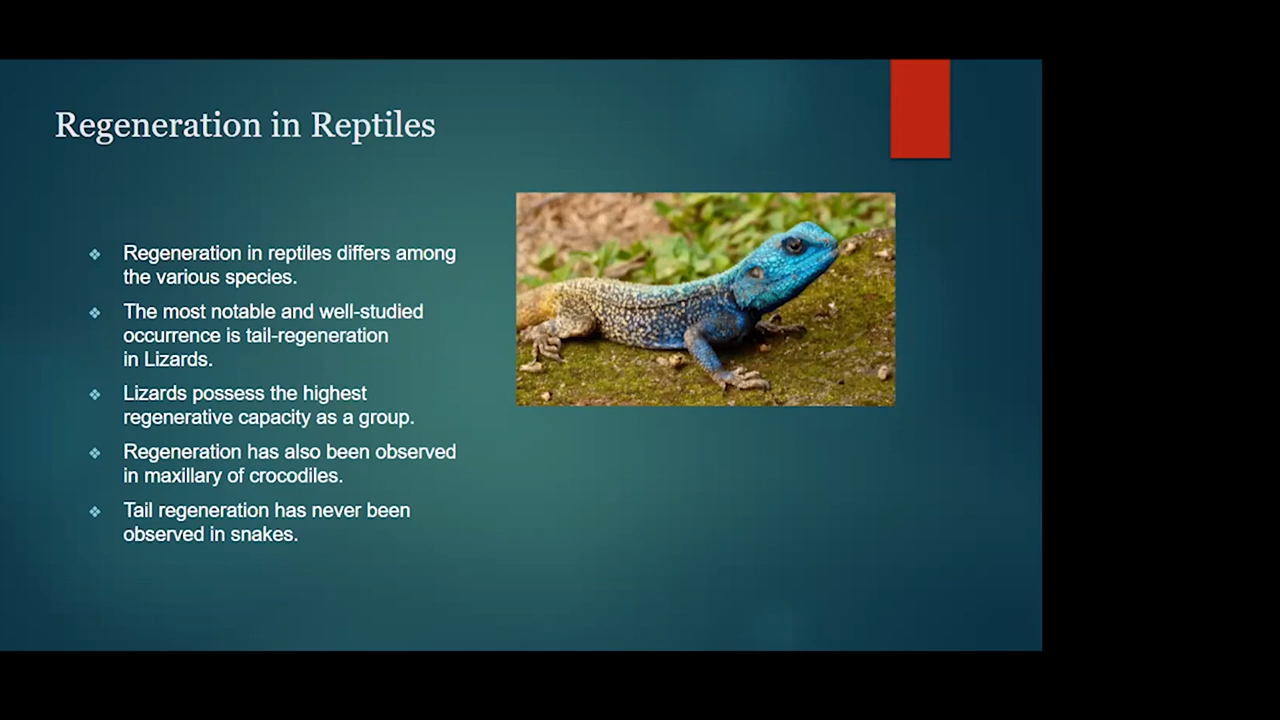 Regeneration in Reptiles
Regeneration in reptiles differs among
the various species.
The most notable and well-studied
occurrence is tail-regeneration
in Lizards.
Lizards possess the highest
regenerative capacity as a group.
Regeneration has also been observed
in maxillary of crocodiles.
Tail regeneration has never been
observed in snakes.